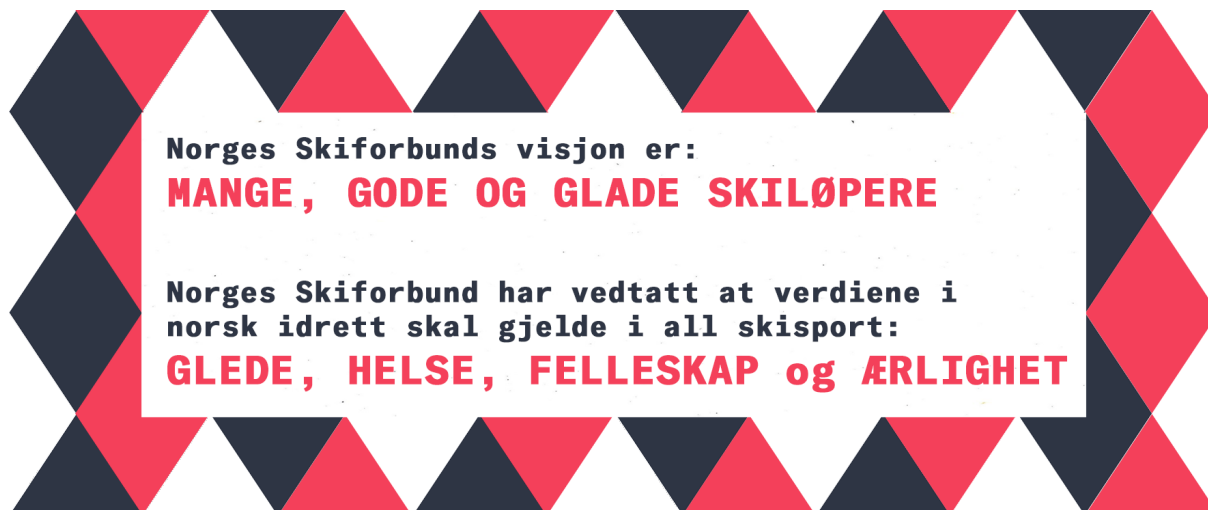 Norges Skiforbunds visjon er:
MANGE, GODE OG GLADE SKILØPERE
Norges Skiforbund har vedtatt at verdiene i
norsk idrett skal gjelde i all skisport:
GLEDE, HELSE, FELLESKAP og ÆRLIGHET